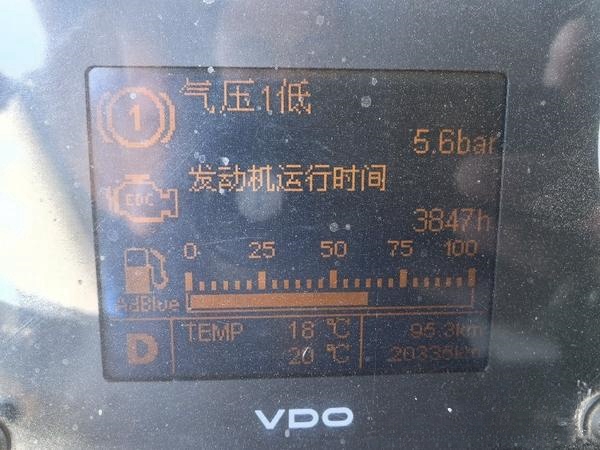 1
气压1低
5.6bar
EDC
发动机运行时间
3847h
0 25 50 75 100
AdBlue
D
TEMP 18 ℃ 95.3km
20 ℃ 20335km
VDO